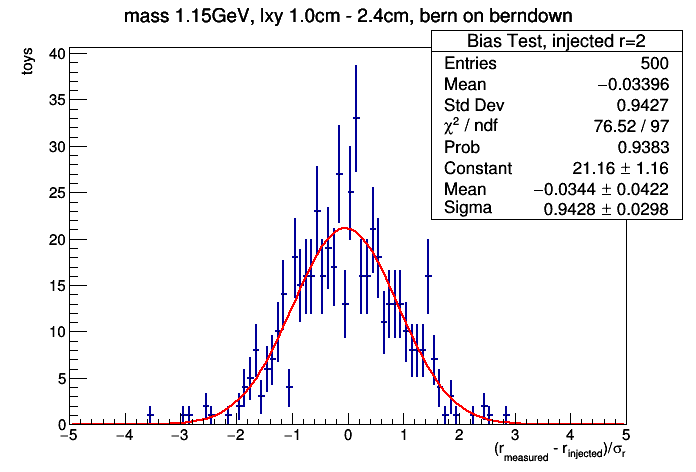 mass 1.15GeV, lxy 1.0cm - 2.4cm, bern on berndown
toys
Bias Test, injected r=2
Entries 500
Mean −0.03396
Std Dev 0.9427
χ² / ndf 76.52 / 97
Prob 0.9383
Constant 21.16 ± 1.16
Mean −0.0344 ± 0.0422
Sigma 0.9428 ± 0.0298
40
35
30
25
20
15
10
5
0
−5 −4 −3 −2 −1 0 1 2 3 4 5
(r_measured - r_injected)/σ_r